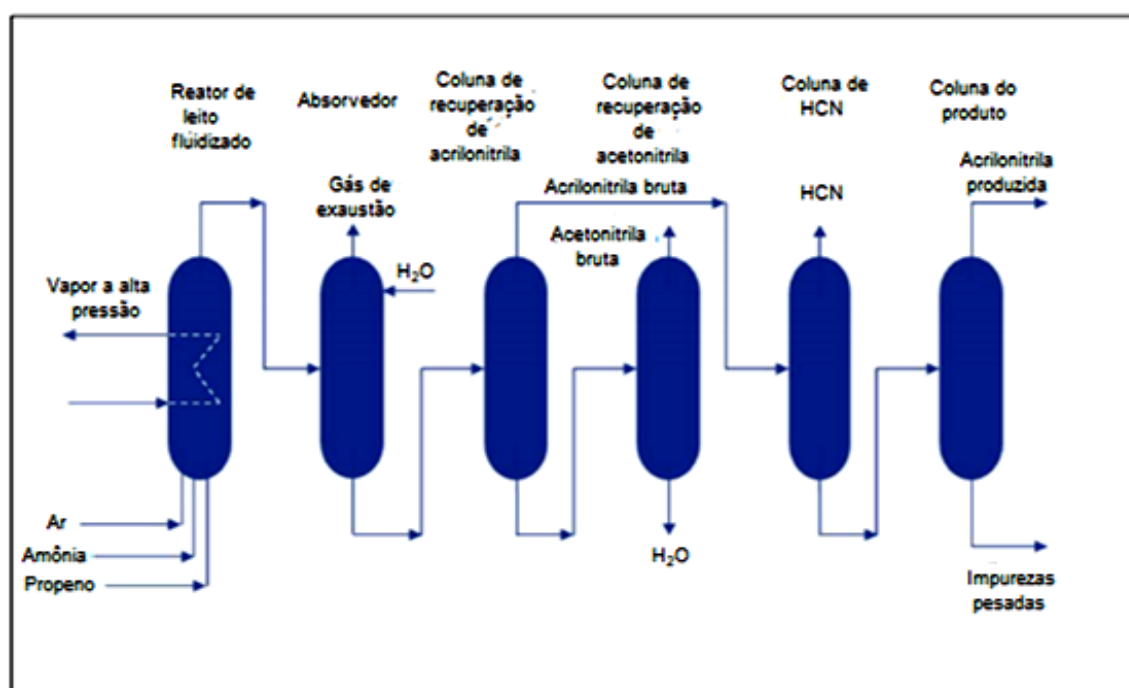 Reator de
leito
fluidizado
Absorvedor
Coluna de
recuperação
de
acrilonitrila
Coluna de
recuperação
de
acetonitrila
Coluna de
HCN
Coluna do
produto
Gás de
exaustão
Acrilonitrila bruta
HCN
Acrilonitrila
produzida
Acetonitrila
bruta
H₂O
Vapor a alta
pressão
Ar
Amônia
Propeno
H₂O
Impurezas
pesadas